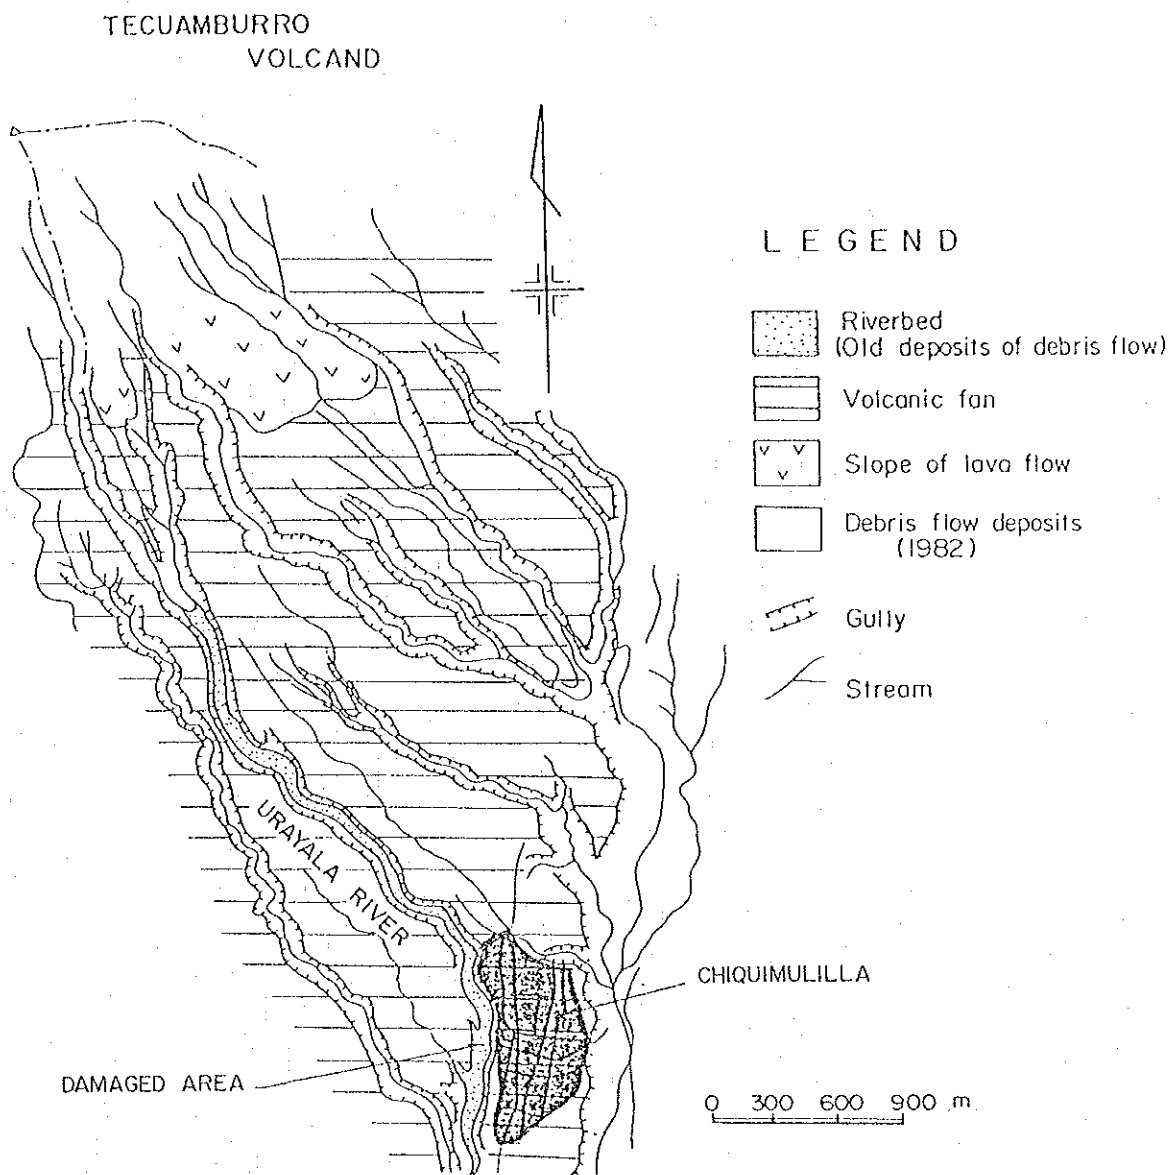 TECUAMBURRO
VOLCAND
LEGEND
Riverbed
(Old deposits of debris flow)
Volcanic fan
Slope of lava flow
Debris flow deposits
(1982)
Gully
Stream
URAYALA RIVER
CHIQUIMULILLA
DAMAGED AREA
0 300 600 900 m